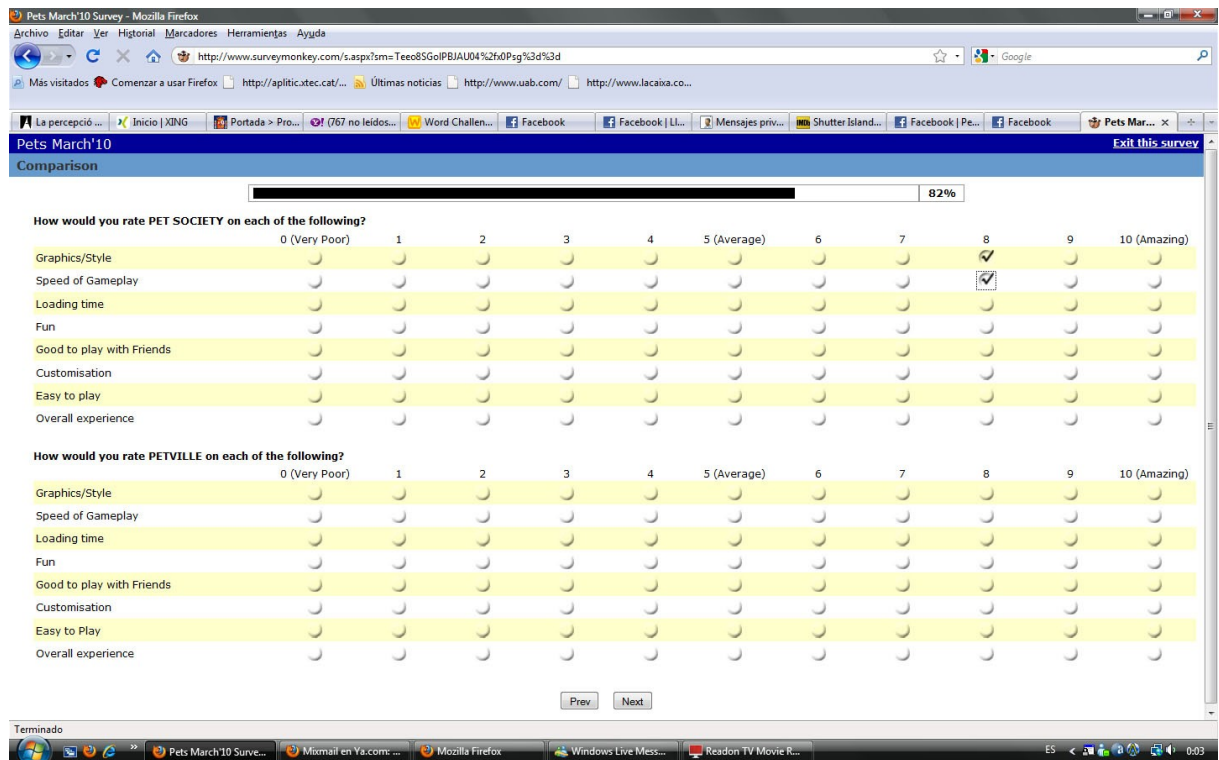 Pets March'10 Survey - Mozilla Firefox
Archivo Editar Ver Historial Marcadores Herramientas Ayuda
http://www.surveymonkey.com/s.aspx?sm=Teeo8SGolPBJAU04%2fx0Psg%3d%3d Google
Más visitados Comenzar a usar Firefox http://aplitic.xtec.cat/... Últimas noticias http://www.uab.com/ http://www.lacaixa.co...
La percepció ... Inicio | XING Portada > Pro... (767 no leídos... Word Challen... Facebook Facebook | Ll... Mensajes priv... Shutter Island... Facebook | Pe... Facebook Pets Mar...
Pets March'10 Exit this survey
Comparison
82%
How would you rate PET SOCIETY on each of the following?
0 (Very Poor) 1 2 3 4 5 (Average) 6 7 8 9 10 (Amazing)
Graphics/Style
Speed of Gameplay
Loading time
Fun
Good to play with Friends
Customisation
Easy to play
Overall experience
How would you rate PETVILLE on each of the following?
0 (Very Poor) 1 2 3 4 5 (Average) 6 7 8 9 10 (Amazing)
Graphics/Style
Speed of Gameplay
Loading time
Fun
Good to play with Friends
Customisation
Easy to Play
Overall experience
Prev Next
Terminado
Pets March'10 Surve... Mixmail en Ya.com: ... Mozilla Firefox Windows Live Mess... Readon TV Movie R... ES 0:03